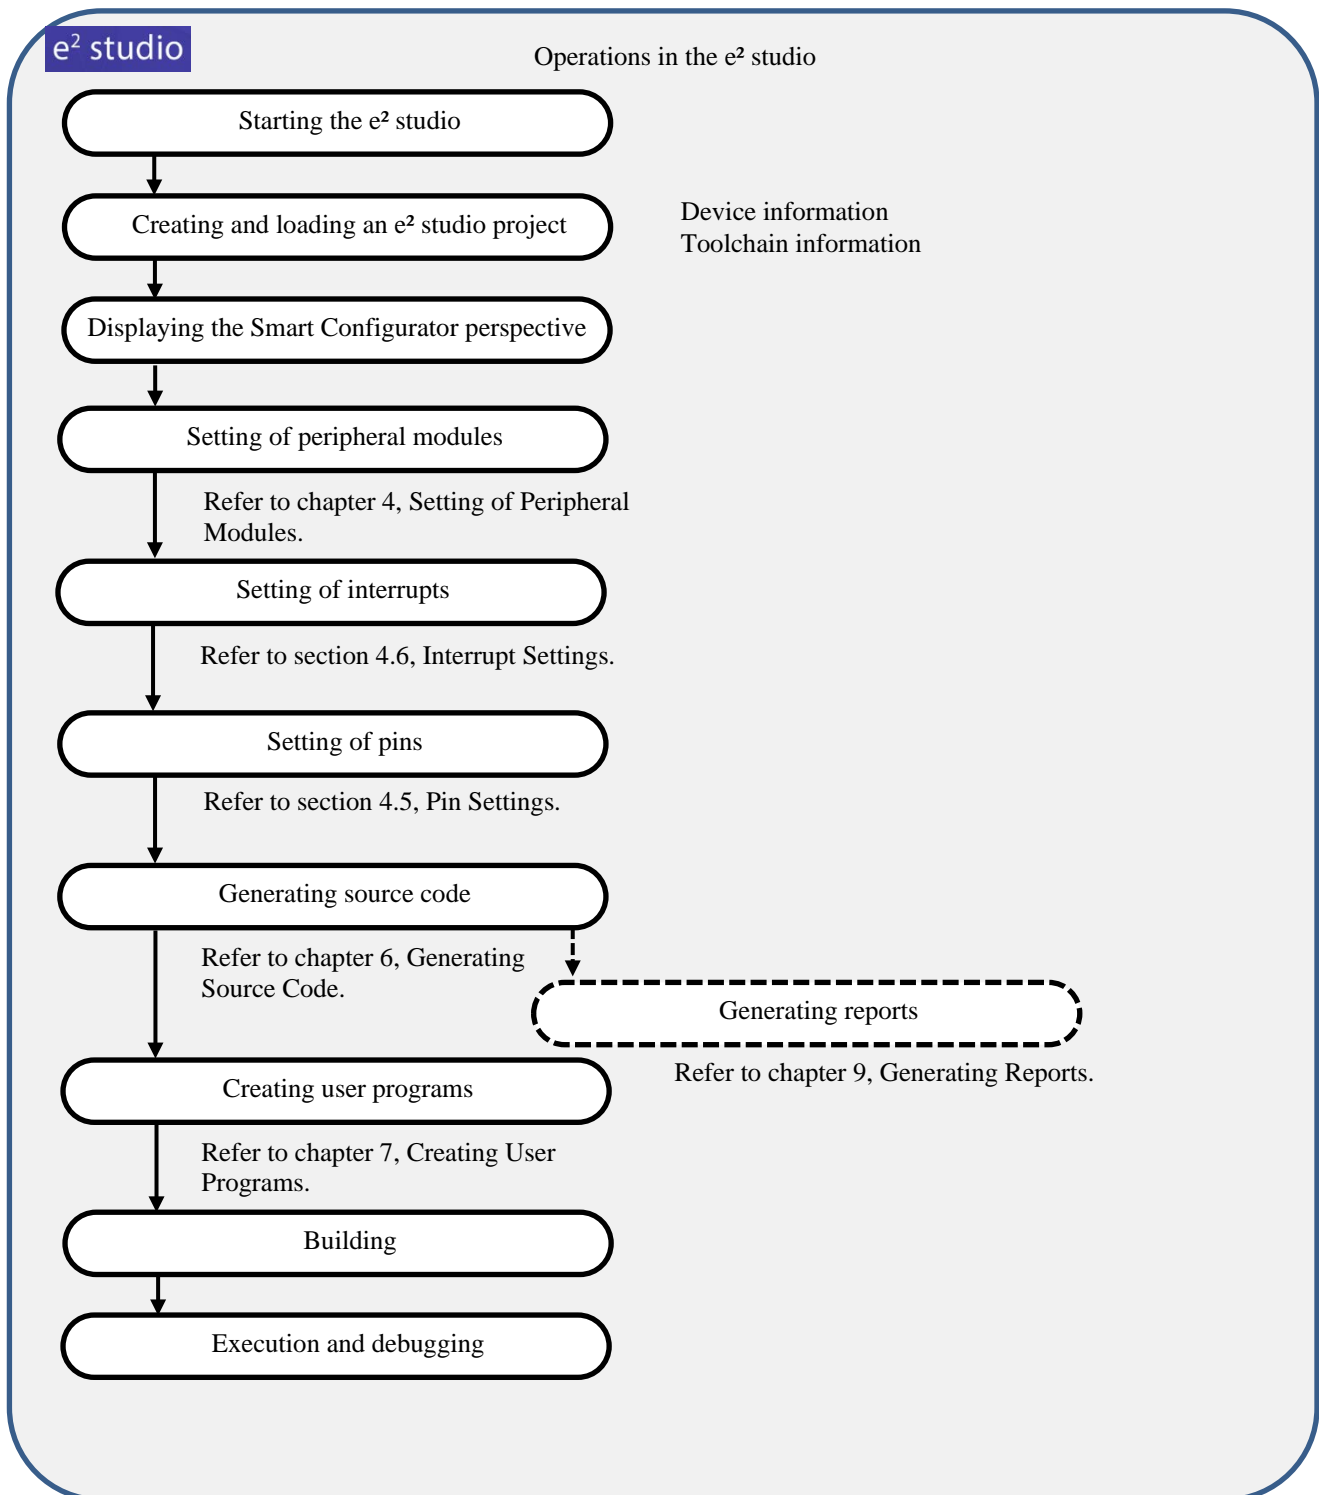 e² studio
Operations in the e² studio
Starting the e² studio
Creating and loading an e² studio project
Device information
Toolchain information
Displaying the Smart Configurator perspective
Setting of peripheral modules
Refer to chapter 4, Setting of Peripheral
Modules.
Setting of interrupts
Refer to section 4.6, Interrupt Settings.
Setting of pins
Refer to section 4.5, Pin Settings.
Generating source code
Refer to chapter 6, Generating
Source Code.
Generating reports
Refer to chapter 9, Generating Reports.
Creating user programs
Refer to chapter 7, Creating User
Programs.
Building
Execution and debugging